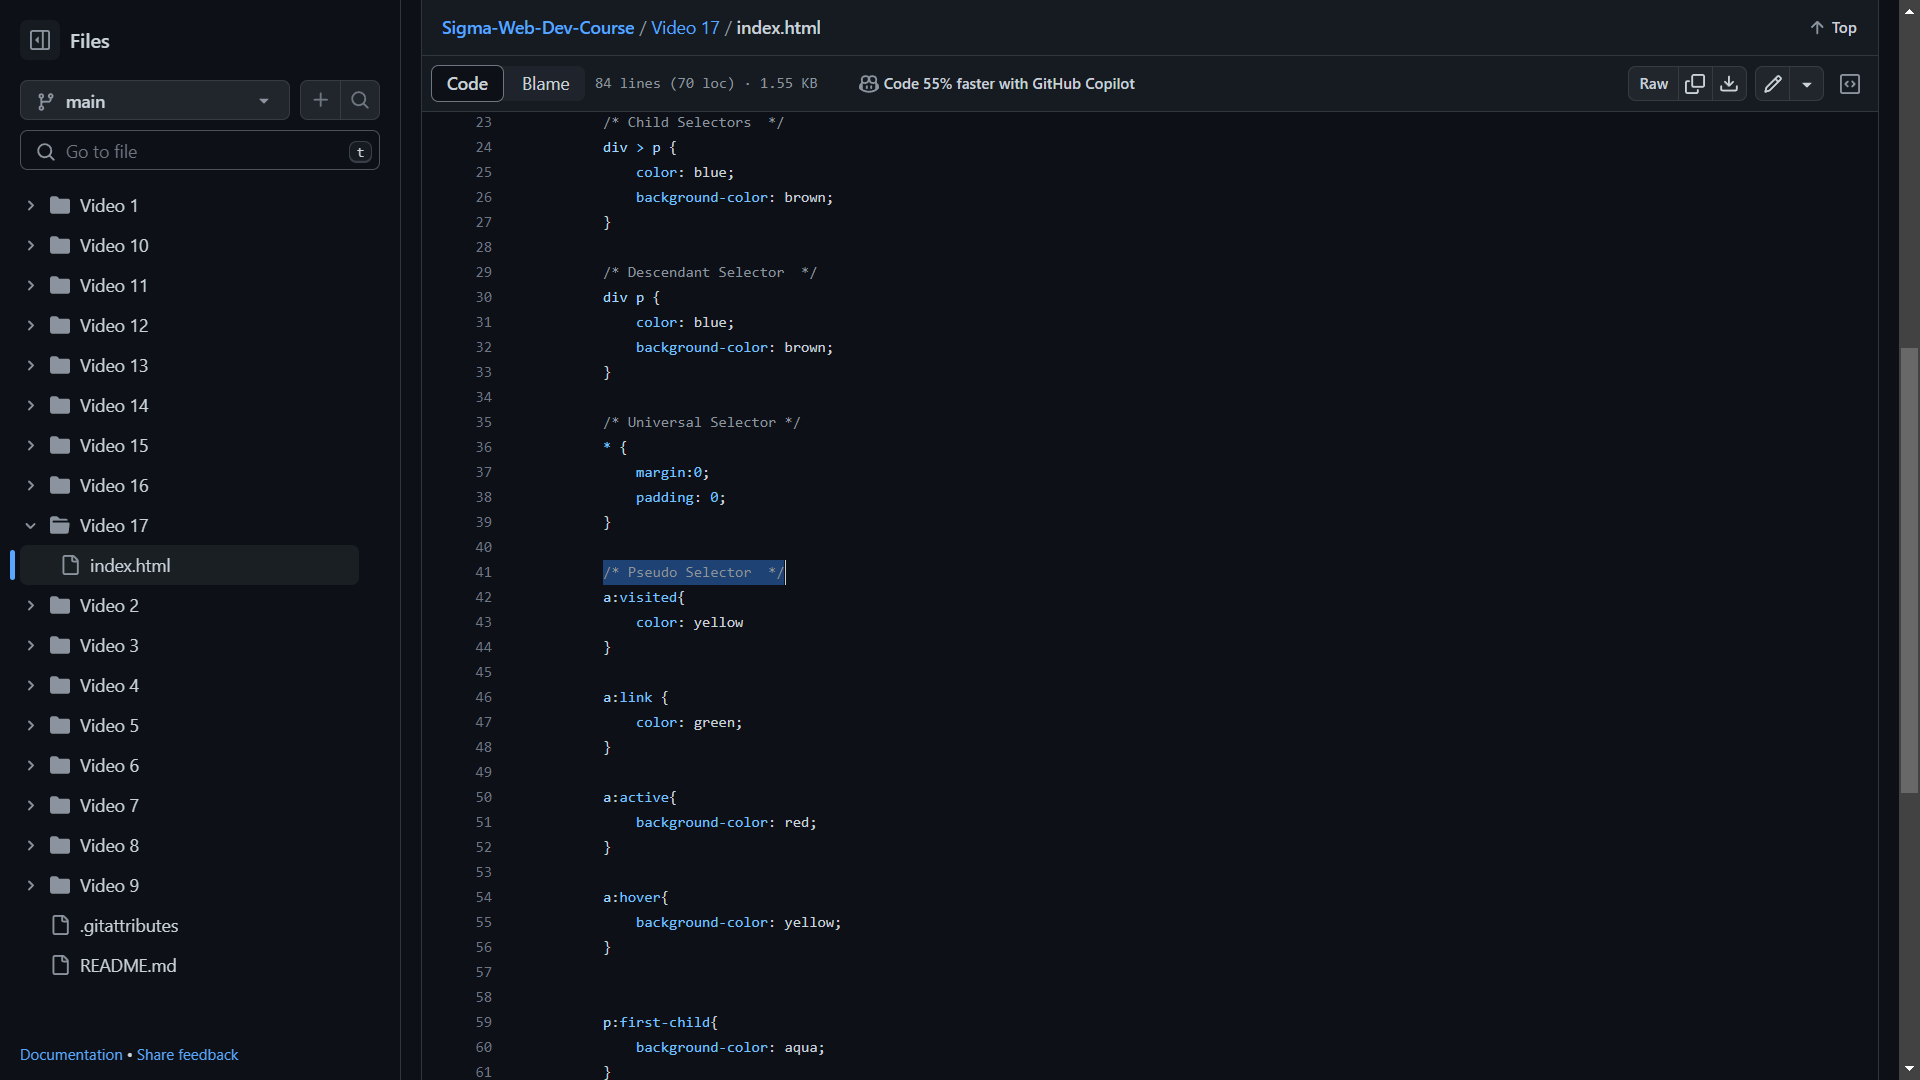 Files
main
Go to file
t
Video 1
Video 10
Video 11
Video 12
Video 13
Video 14
Video 15
Video 16
Video 17
index.html
Video 2
Video 3
Video 4
Video 5
Video 6
Video 7
Video 8
Video 9
.gitattributes
README.md
Documentation • Share feedback
Sigma-Web-Dev-Course / Video 17 / index.html
Top
Code Blame 84 lines (70 loc) · 1.55 KB Code 55% faster with GitHub Copilot Raw
23 /* Child Selectors  */
24 div > p {
25 color: blue;
26 background-color: brown;
27 }
28
29 /* Descendant Selector  */
30 div p {
31 color: blue;
32 background-color: brown;
33 }
34
35 /* Universal Selector */
36 * {
37 margin:0;
38 padding: 0;
39 }
40
41 /* Pseudo Selector  */
42 a:visited{
43 color: yellow
44 }
45
46 a:link {
47 color: green;
48 }
49
50 a:active{
51 background-color: red;
52 }
53
54 a:hover{
55 background-color: yellow;
56 }
57
58
59 p:first-child{
60 background-color: aqua;
61 }